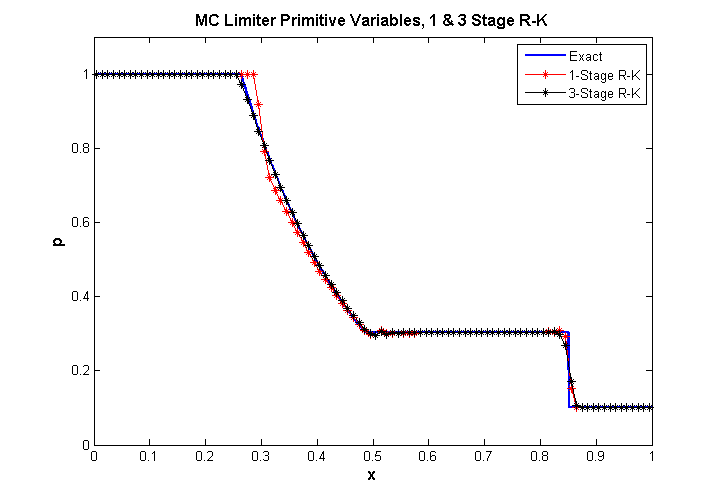 MC Limiter Primitive Variables, 1 & 3 Stage R-K
Exact
1-Stage R-K
3-Stage R-K
1
0.8
0.6
0.4
0.2
0
p
0 0.1 0.2 0.3 0.4 0.5 0.6 0.7 0.8 0.9 1
x